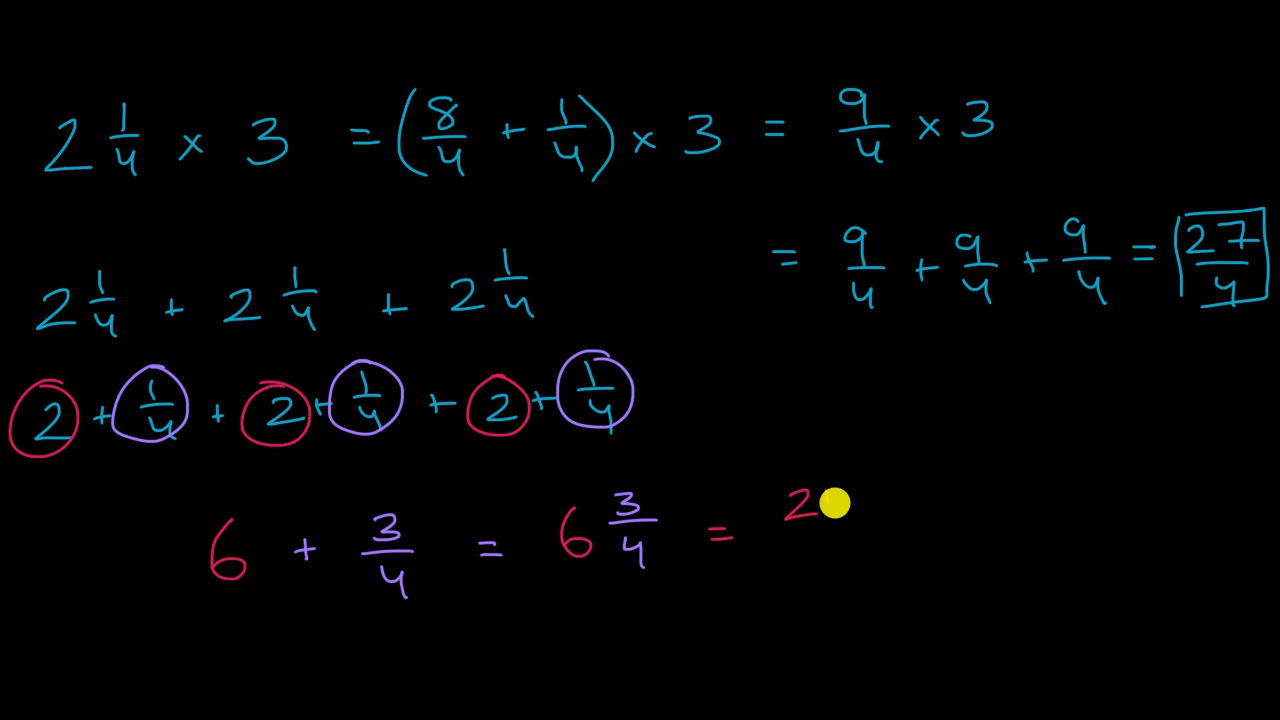 2 1/4 × 3 = (8/4 + 1/4) × 3 = 9/4 × 3
= 9/4 + 9/4 + 9/4 = 27/4
2 1/4 + 2 1/4 + 2 1/4
2 + 1/4 + 2 + 1/4 + 2 + 1/4
6 + 3/4 = 6 3/4 = 2